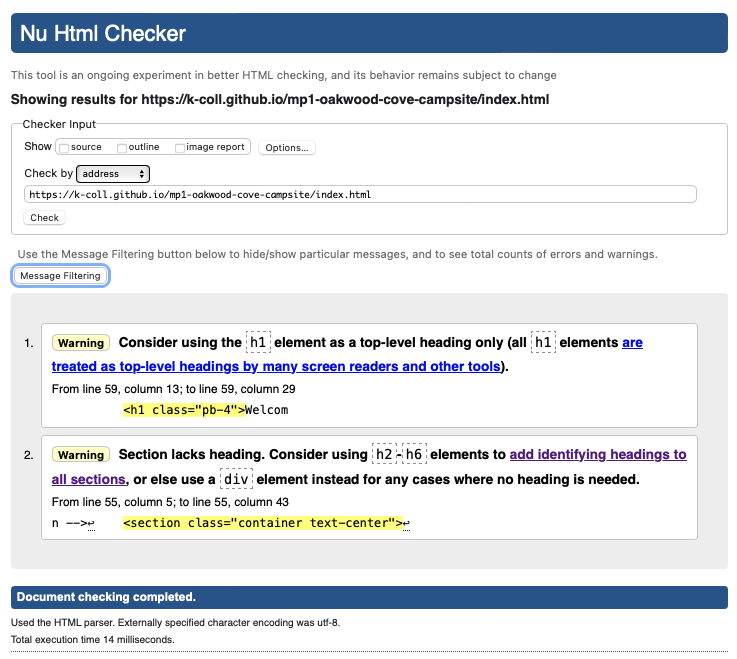 Nu Html Checker
This tool is an ongoing experiment in better HTML checking, and its behavior remains subject to change
Showing results for https://k-coll.github.io/mp1-oakwood-cove-campsite/index.html
Checker Input
Show source outline image report Options...
Check by address
https://k-coll.github.io/mp1-oakwood-cove-campsite/index.html
Check
Use the Message Filtering button below to hide/show particular messages, and to see total counts of errors and warnings.
Message Filtering
1. Warning Consider using the h1 element as a top-level heading only (all h1 elements are
treated as top-level headings by many screen readers and other tools).
From line 59, column 13; to line 59, column 29
<h1 class="pb-4">Welcom
2. Warning Section lacks heading. Consider using h2-h6 elements to add identifying headings to
all sections, or else use a div element instead for any cases where no heading is needed.
From line 55, column 5; to line 55, column 43
n -->↩ <section class="container text-center">↩
Document checking completed.
Used the HTML parser. Externally specified character encoding was utf-8.
Total execution time 14 milliseconds.